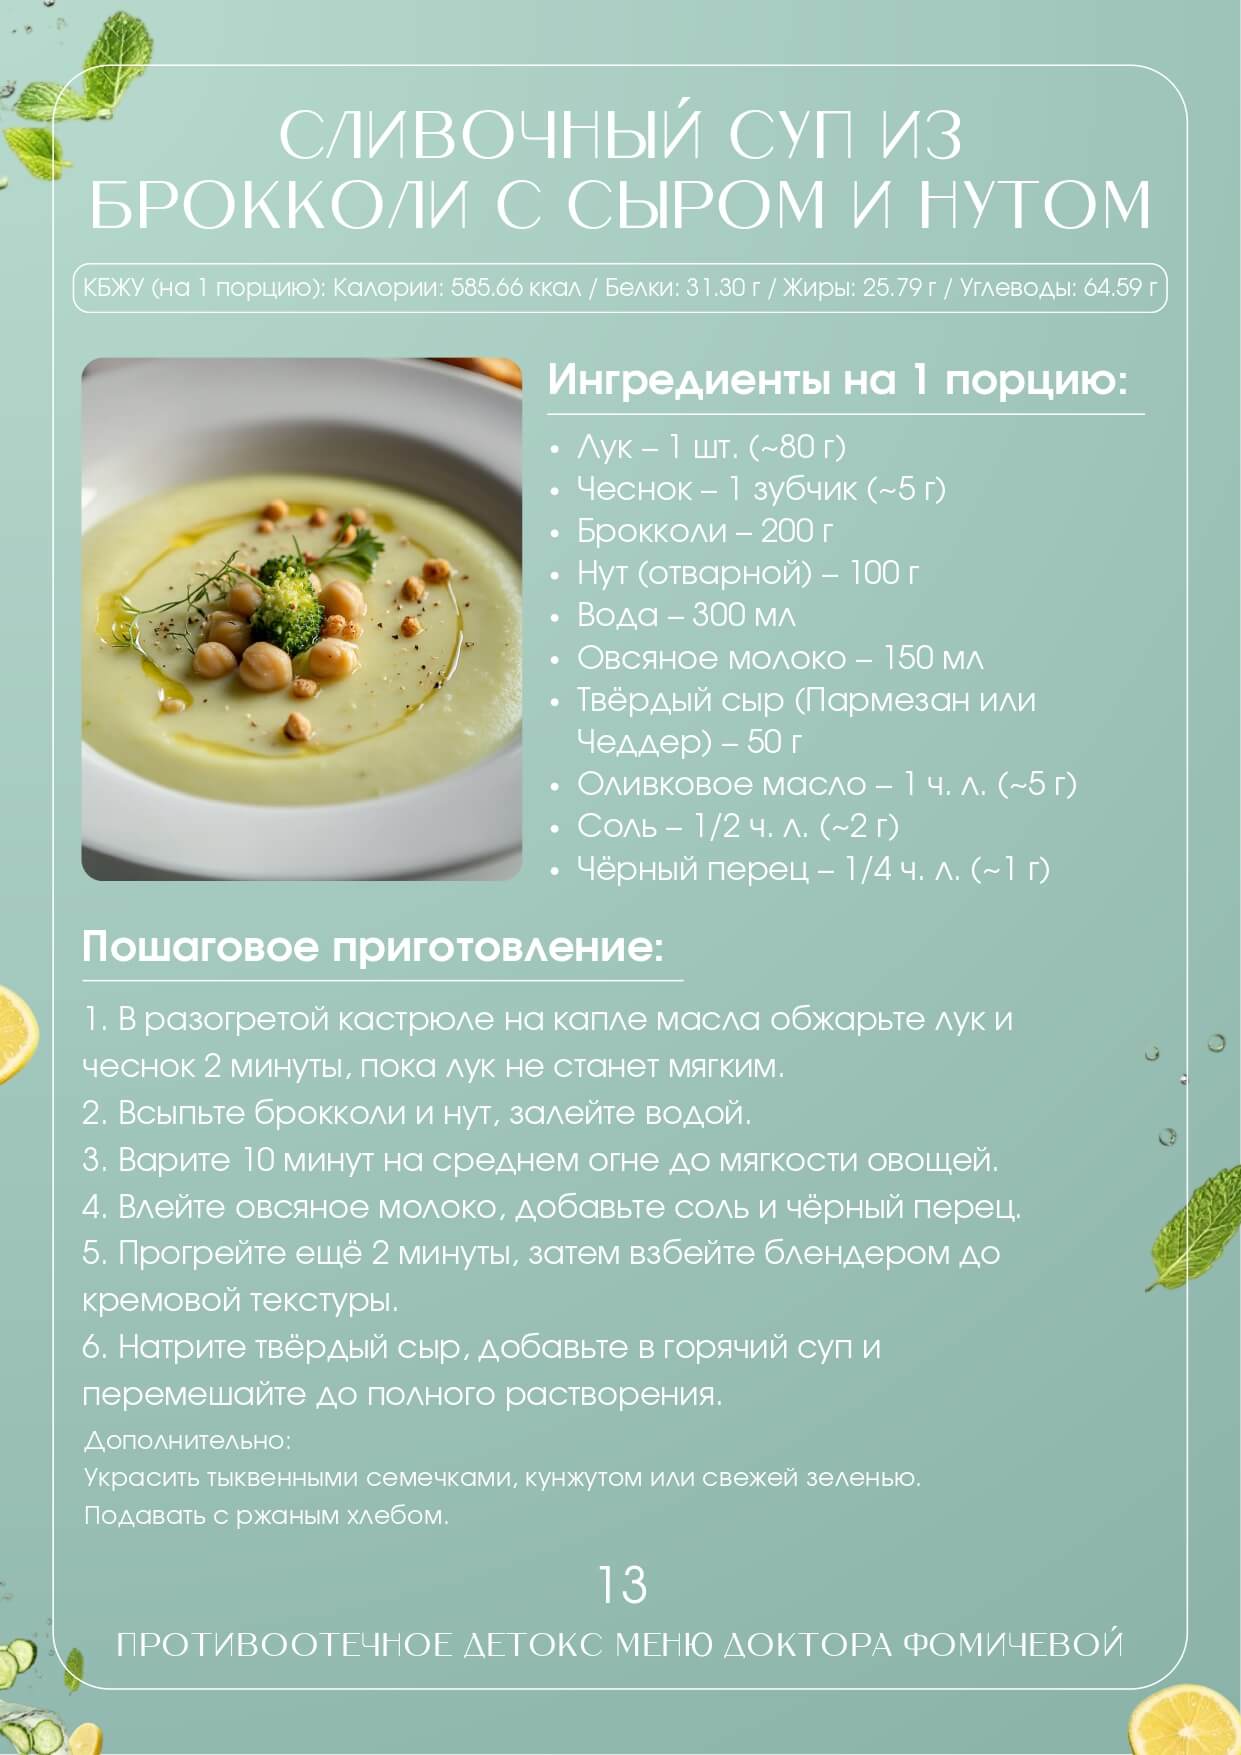 СЛИВОЧНЫЙ СУП ИЗ
БРОККОЛИ С СЫРОМ И НУТОМ
КБЖУ (на 1 порцию): Калории: 585.66 ккал / Белки: 31.30 г / Жиры: 25.79 г / Углеводы: 64.59 г
Ингредиенты на 1 порцию:
• Лук – 1 шт. (~80 г)
• Чеснок – 1 зубчик (~5 г)
• Брокколи – 200 г
• Нут (отварной) – 100 г
• Вода – 300 мл
• Овсяное молоко – 150 мл
• Твёрдый сыр (Пармезан или
Чеддер) – 50 г
• Оливковое масло – 1 ч. л. (~5 г)
• Соль – 1/2 ч. л. (~2 г)
• Чёрный перец – 1/4 ч. л. (~1 г)
Пошаговое приготовление:
1. В разогретой кастрюле на капле масла обжарьте лук и
чеснок 2 минуты, пока лук не станет мягким.
2. Всыпьте брокколи и нут, залейте водой.
3. Варите 10 минут на среднем огне до мягкости овощей.
4. Влейте овсяное молоко, добавьте соль и чёрный перец.
5. Прогрейте ещё 2 минуты, затем взбейте блендером до
кремовой текстуры.
6. Натрите твёрдый сыр, добавьте в горячий суп и
перемешайте до полного растворения.
Дополнительно:
Украсить тыквенными семечками, кунжутом или свежей зеленью.
Подавать с ржаным хлебом.
13
ПРОТИВООТЕЧНОЕ ДЕТОКС МЕНЮ ДОКТОРА ФОМИЧЕВОЙ